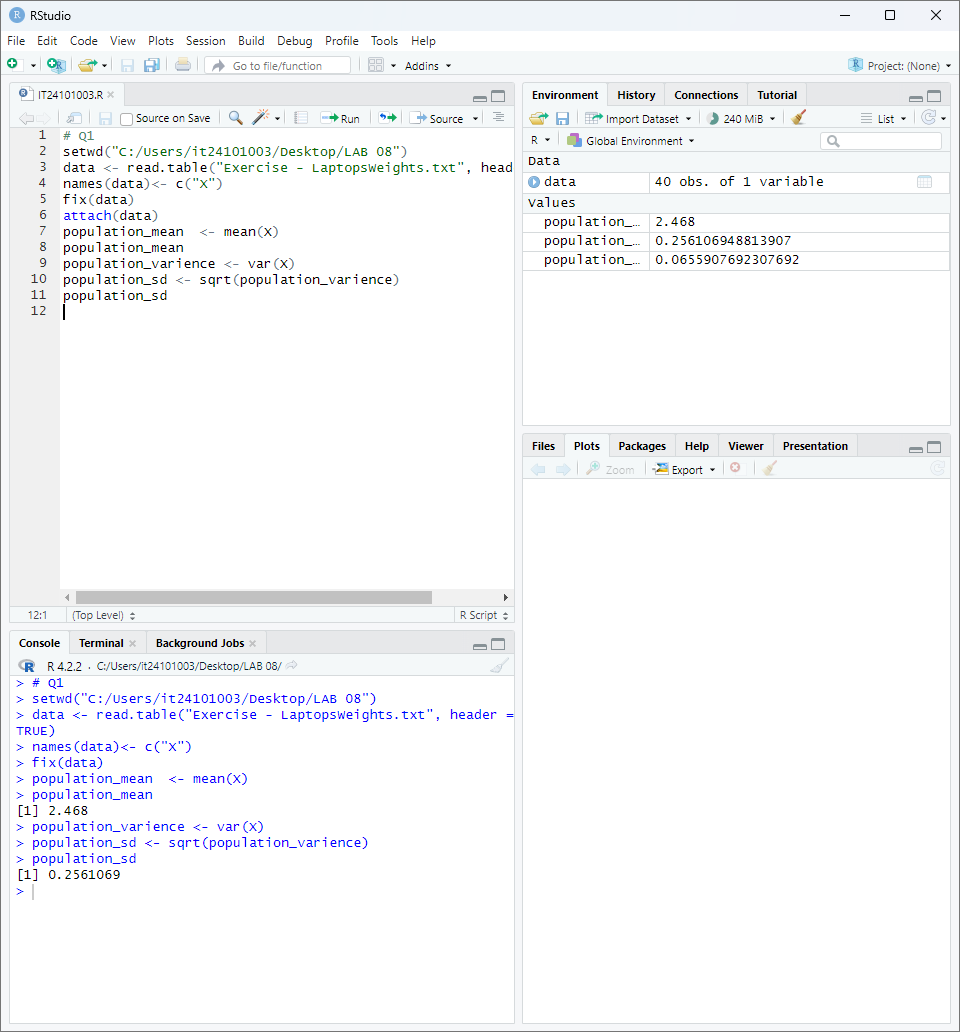 RStudio
File Edit Code View Plots Session Build Debug Profile Tools Help
Go to file/function Addins Project: (None)
IT24101003.R
Source on Save Run Source
1 # Q1
2 setwd("C:/Users/it24101003/Desktop/LAB 08")
3 data <- read.table("Exercise - LaptopsWeights.txt", head
4 names(data)<- c("X")
5 fix(data)
6 attach(data)
7 population_mean  <- mean(X)
8 population_mean
9 population_varience <- var(X)
10 population_sd <- sqrt(population_varience)
11 population_sd
12
12:1 (Top Level) R Script
Console Terminal Background Jobs
R 4.2.2 · C:/Users/it24101003/Desktop/LAB 08/
> # Q1
> setwd("C:/Users/it24101003/Desktop/LAB 08")
> data <- read.table("Exercise - LaptopsWeights.txt", header =
TRUE)
> names(data)<- c("X")
> fix(data)
> population_mean  <- mean(X)
> population_mean
[1] 2.468
> population_varience <- var(X)
> population_sd <- sqrt(population_varience)
> population_sd
[1] 0.2561069
>
Environment History Connections Tutorial
Import Dataset 240 MiB List
R Global Environment
Data
data 40 obs. of 1 variable
Values
population_… 2.468
population_… 0.256106948813907
population_… 0.0655907692307692
Files Plots Packages Help Viewer Presentation
Zoom Export